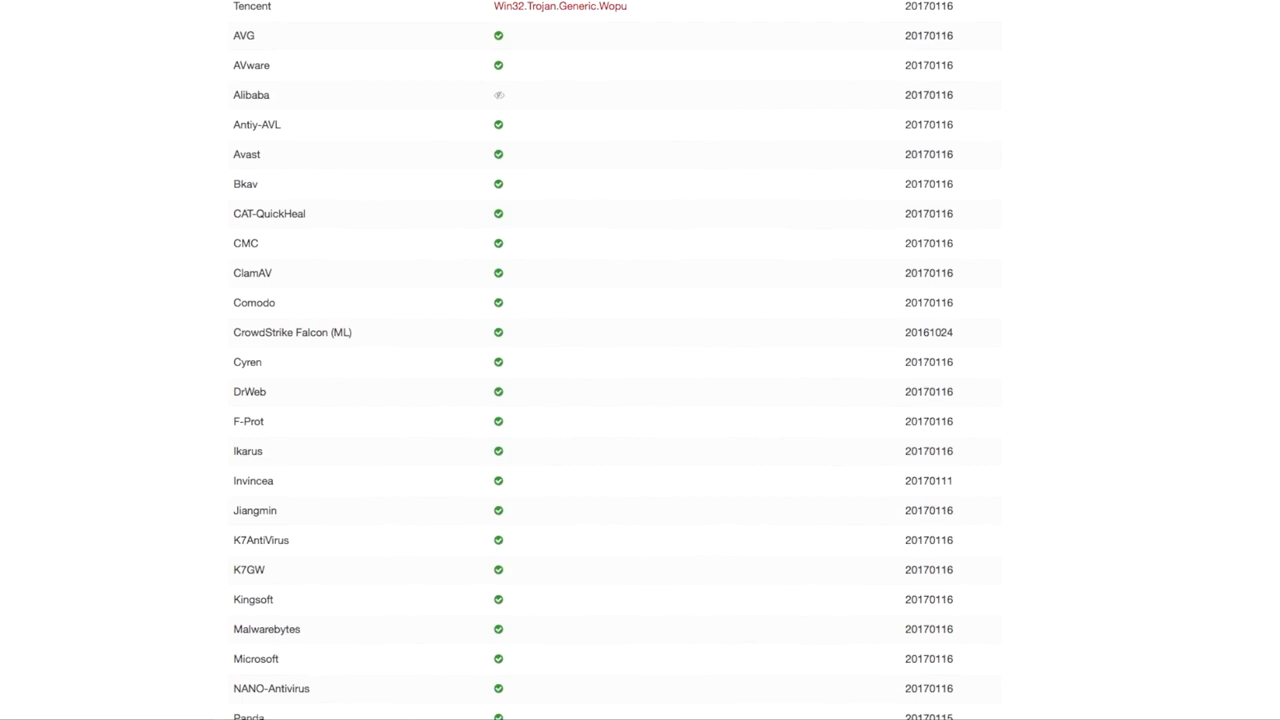 Tencent Win32.Trojan.Generic.Wopu 20170116
AVG 20170116
AVware 20170116
Alibaba 20170116
Antiy-AVL 20170116
Avast 20170116
Bkav 20170116
CAT-QuickHeal 20170116
CMC 20170116
ClamAV 20170116
Comodo 20170116
CrowdStrike Falcon (ML) 20161024
Cyren 20170116
DrWeb 20170116
F-Prot 20170116
Ikarus 20170116
Invincea 20170111
Jiangmin 20170116
K7AntiVirus 20170116
K7GW 20170116
Kingsoft 20170116
Malwarebytes 20170116
Microsoft 20170116
NANO-Antivirus 20170116
Panda 20170115